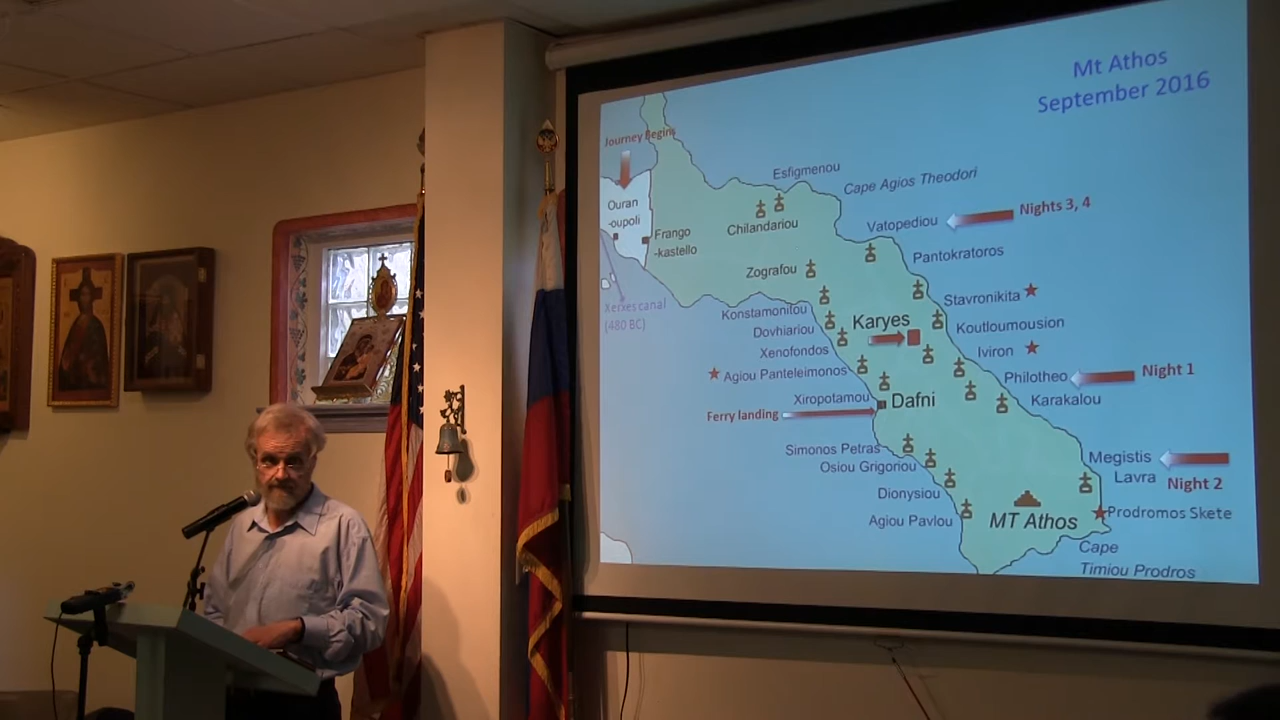 Mt Athos
September 2016
Journey Begins
Esfigmenou
Cape Agios Theodori
Ouran
-oupoli
Chilandariou
Vatopediou
Nights 3, 4
Frango
-kastello
Pantokratoros
Zografou
Xerxes canal
(480 BC)
Stavronikita
Konstamonitou
Karyes
Koutloumousion
Dovhiariou
Xenofondos
Iviron
Agiou Panteleimonos
Philotheo
Night 1
Xiropotamou
Dafni
Karakalou
Ferry landing
Simonos Petras
Megistis
Lavra
Night 2
Osiou Grigoriou
Dionysiou
Agiou Pavlou
MT Athos
Prodromos Skete
Cape
Timiou Prodros